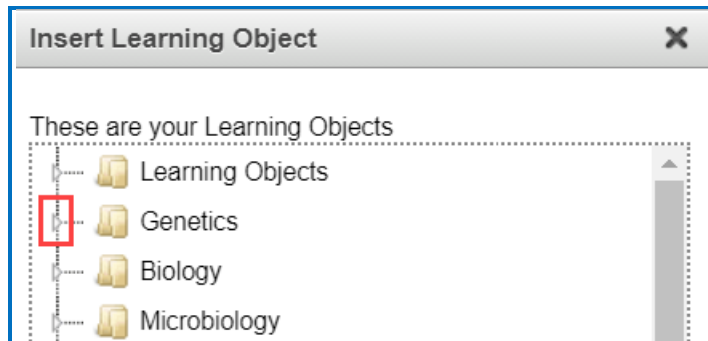 Insert Learning Object
These are your Learning Objects
Learning Objects
Genetics
Biology
Microbiology